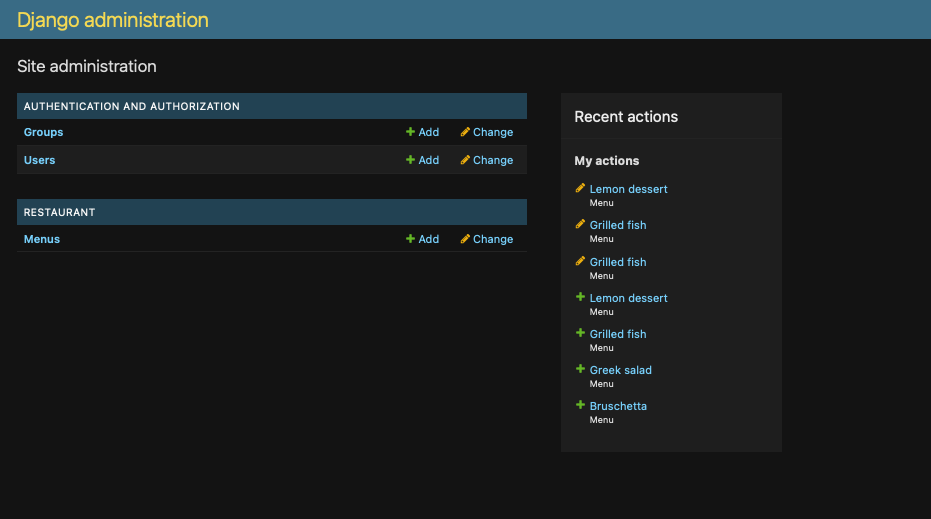 Django administration
Site administration
AUTHENTICATION AND AUTHORIZATION
Groups Add Change
Users Add Change
RESTAURANT
Menus Add Change
Recent actions
My actions
Lemon dessert
Menu
Grilled fish
Menu
Grilled fish
Menu
Lemon dessert
Menu
Grilled fish
Menu
Greek salad
Menu
Bruschetta
Menu